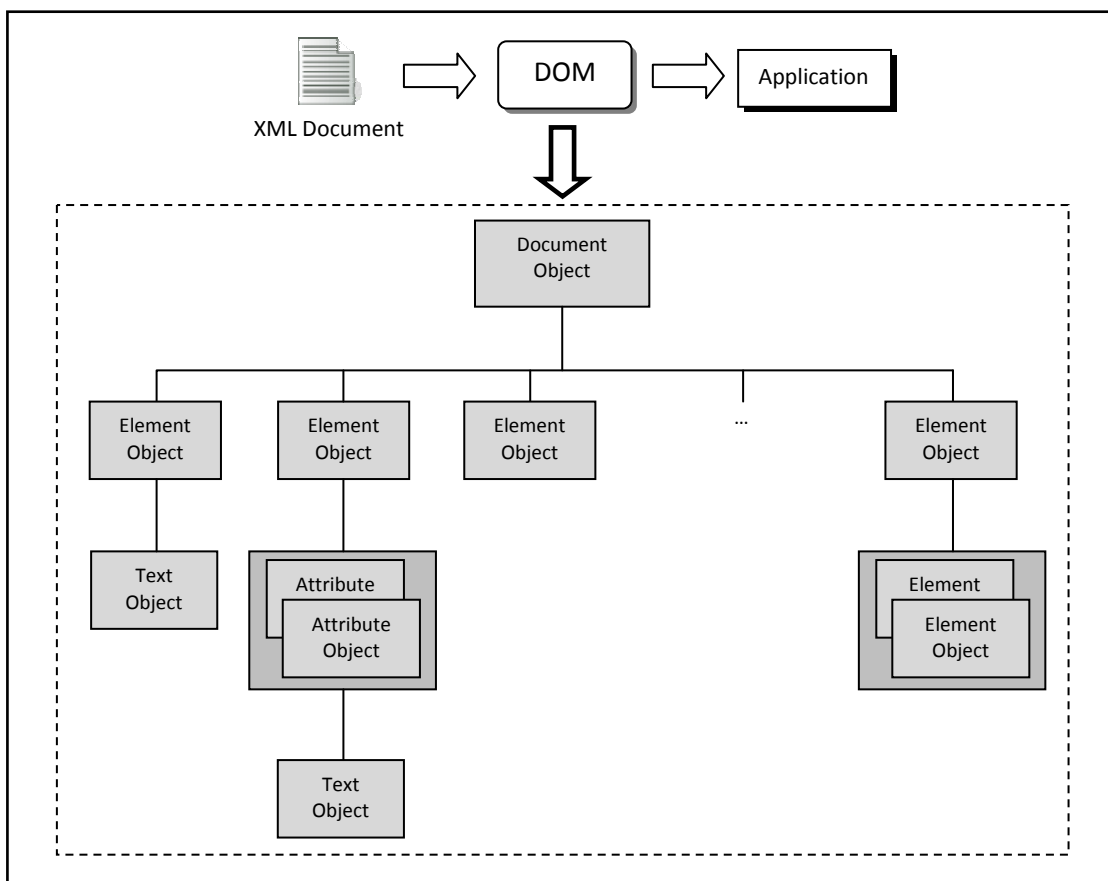 DOM
Application
XML Document
Document
Object
Element
Object
Element
Object
Element
Object
...
Element
Object
Text
Object
Attribute
Attribute
Object
Element
Element
Object
Text
Object